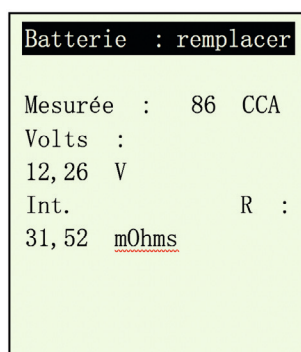 Batterie : remplacer
Mesurée : 86 CCA
Volts :
12,26 V
Int. R :
31,52 mOhms